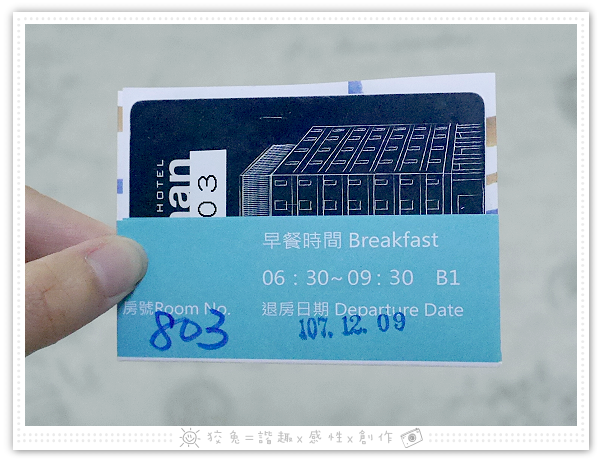 HOTEL
03
早餐時間 Breakfast
06：30~09：30 B1
房號Room No.
803
退房日期 Departure Date
107.12.09
狡兔=諧趣x感性x創作